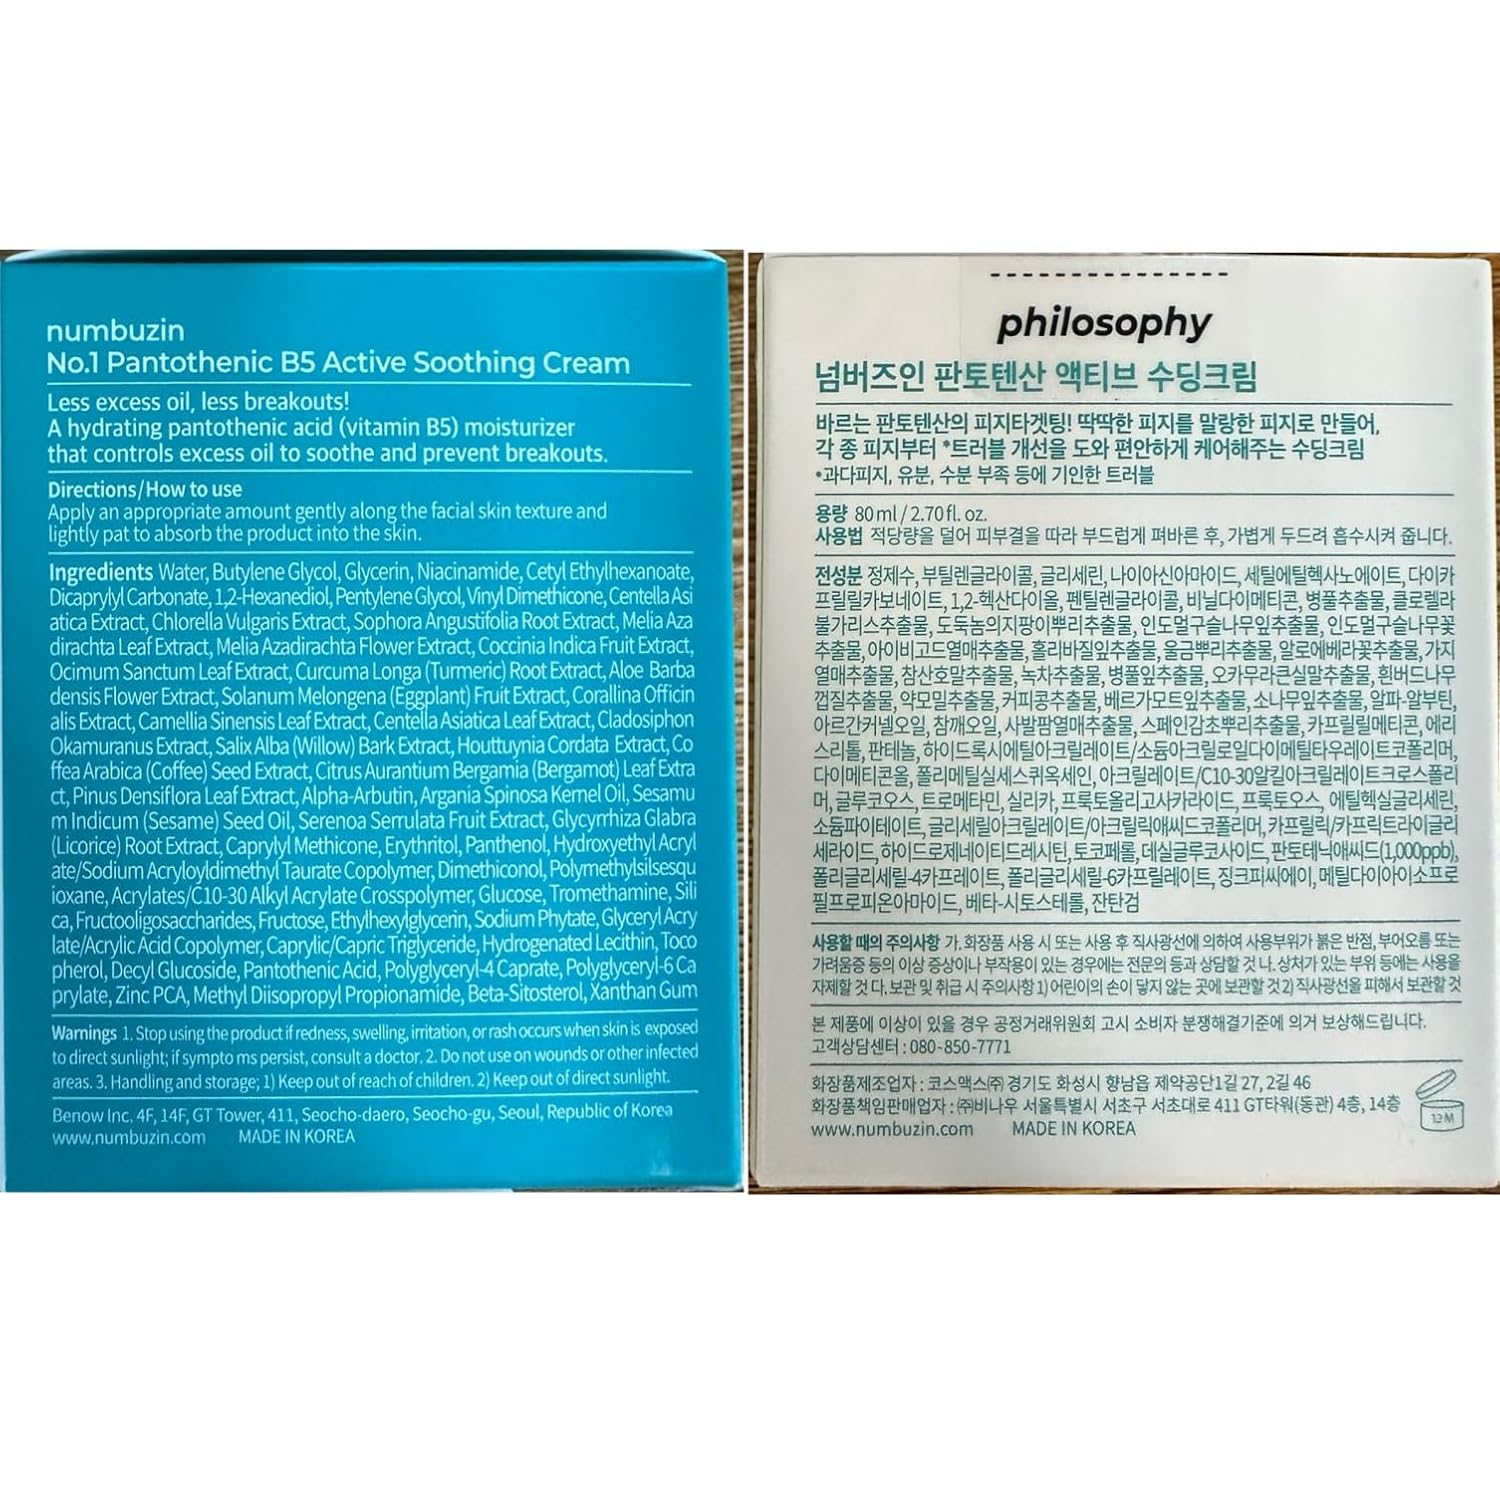 numbuzin
No.1 Pantothenic B5 Active Soothing Cream
Less excess oil, less breakouts!
A hydrating pantothenic acid (vitamin B5) moisturizer
that controls excess oil to soothe and prevent breakouts.
Directions/How to use
Apply an appropriate amount gently along the facial skin texture and
lightly pat to absorb the product into the skin.
Ingredients Water, Butylene Glycol, Glycerin, Niacinamide, Cetyl Ethylhexanoate,
Dicaprylyl Carbonate, 1,2-Hexanediol, Pentylene Glycol, Vinyl Dimethicone, Centella Asi
atica Extract, Chlorella Vulgaris Extract, Sophora Angustifolia Root Extract, Melia Aza
dirachta Leaf Extract, Melia Azadirachta Flower Extract, Coccinia Indica Fruit Extract,
Ocimum Sanctum Leaf Extract, Curcuma Longa (Turmeric) Root Extract, Aloe Barba
densis Flower Extract, Solanum Melongena (Eggplant) Fruit Extract, Corallina Officin
alis Extract, Camellia Sinensis Leaf Extract, Centella Asiatica Leaf Extract, Cladosiphon
Okamuranus Extract, Salix Alba (Willow) Bark Extract, Houttuynia Cordata Extract, Co
ffea Arabica (Coffee) Seed Extract, Citrus Aurantium Bergamia (Bergamot) Leaf Extra
ct, Pinus Densiflora Leaf Extract, Alpha-Arbutin, Argania Spinosa Kernel Oil, Sesamu
m Indicum (Sesame) Seed Oil, Serenoa Serrulata Fruit Extract, Glycyrrhiza Glabra
(Licorice) Root Extract, Caprylyl Methicone, Erythritol, Panthenol, Hydroxyethyl Acryl
ate/Sodium Acryloyldimethyl Taurate Copolymer, Dimethiconol, Polymethylsilsesqu
ioxane, Acrylates/C10-30 Alkyl Acrylate Crosspolymer, Glucose, Tromethamine, Sili
ca, Fructooligosaccharides, Fructose, Ethylhexylglycerin, Sodium Phytate, Glyceryl Acry
late/Acrylic Acid Copolymer, Caprylic/Capric Triglyceride, Hydrogenated Lecithin, Toco
pherol, Decyl Glucoside, Pantothenic Acid, Polyglyceryl-4 Caprate, Polyglyceryl-6 Ca
prylate, Zinc PCA, Methyl Diisopropyl Propionamide, Beta-Sitosterol, Xanthan Gum
Warnings 1. Stop using the product if redness, swelling, irritation, or rash occurs when skin is exposed
to direct sunlight; if sympto ms persist, consult a doctor. 2. Do not use on wounds or other infected
areas. 3. Handling and storage; 1) Keep out of reach of children. 2) Keep out of direct sunlight.
Benow Inc. 4F, 14F, GT Tower, 411, Seocho-daero, Seocho-gu, Seoul, Republic of Korea
www.numbuzin.com MADE IN KOREA
philosophy
넘버즈인 판토텐산 액티브 수딩크림
바르는 판토텐산의 피지타겟팅! 딱딱한 피지를 말랑한 피지로 만들어,
각 종 피지부터 *트러블 개선을 도와 편안하게 케어해주는 수딩크림
*과다피지, 유분, 수분 부족 등에 기인한 트러블
용량 80 ml / 2.70 fl. oz.
사용법 적당량을 덜어 피부결을 따라 부드럽게 펴바른 후, 가볍게 두드려 흡수시켜 줍니다.
전성분 정제수, 부틸렌글라이콜, 글리세린, 나이아신아마이드, 세틸에틸헥사노에이트, 다이카
프릴릴카보네이트, 1,2-헥산다이올, 펜틸렌글라이콜, 비닐다이메티콘, 병풀추출물, 클로렐라
불가리스추출물, 도둑놈의지팡이뿌리추출물, 인도멀구슬나무잎추출물, 인도멀구슬나무꽃
추출물, 아이비고드열매추출물, 홀리바질잎추출물, 울금뿌리추출물, 알로에베라꽃추출물, 가지
열매추출물, 참산호말추출물, 녹차추출물, 병풀잎추출물, 오카무라큰실말추출물, 흰버드나무
껍질추출물, 약모밀추출물, 커피콩추출물, 베르가모트잎추출물, 소나무잎추출물, 알파-알부틴,
아르간커넬오일, 참깨오일, 사발팜열매추출물, 스페인감초뿌리추출물, 카프릴릴메티콘, 에리
스리톨, 판테놀, 하이드록시에틸아크릴레이트/소듐아크릴로일다이메틸타우레이트코폴리머,
다이메티콘올, 폴리메틸실세스퀴옥세인, 아크릴레이트/C10-30알킬아크릴레이트크로스폴리
머, 글루코오스, 트로메타민, 실리카, 프룩토올리고사카라이드, 프룩토오스, 에틸헥실글리세린,
소듐파이테이트, 글리세릴아크릴레이트/아크릴릭애씨드코폴리머, 카프릴릭/카프릭트라이글리
세라이드, 하이드로제네이티드레시틴, 토코페롤, 데실글루코사이드, 판토테닉애씨드(1,000ppb),
폴리글리세릴-4카프레이트, 폴리글리세릴-6카프릴레이트, 징크피씨에이, 메틸다이아이소프로
필프로피온아마이드, 베타-시토스테롤, 잔탄검
사용할 때의 주의사항 가. 화장품 사용 시 또는 사용 후 직사광선에 의하여 사용부위가 붉은 반점, 부어오름 또는
가려움증 등의 이상 증상이나 부작용이 있는 경우에는 전문의 등과 상담할 것 나. 상처가 있는 부위 등에는 사용을
자제할 것 다. 보관 및 취급 시 주의사항 1) 어린이의 손이 닿지 않는 곳에 보관할 것 2) 직사광선을 피해서 보관할 것
본 제품에 이상이 있을 경우 공정거래위원회 고시 소비자 분쟁해결기준에 의거 보상해드립니다.
고객상담센터 : 080-850-7771
화장품제조업자 : 코스맥스㈜ 경기도 화성시 향남읍 제약공단1길 27, 2길 46
화장품책임판매업자 : ㈜비나우 서울특별시 서초구 서초대로 411 GT타워(동관) 4층, 14층
12M
www.numbuzin.com MADE IN KOREA